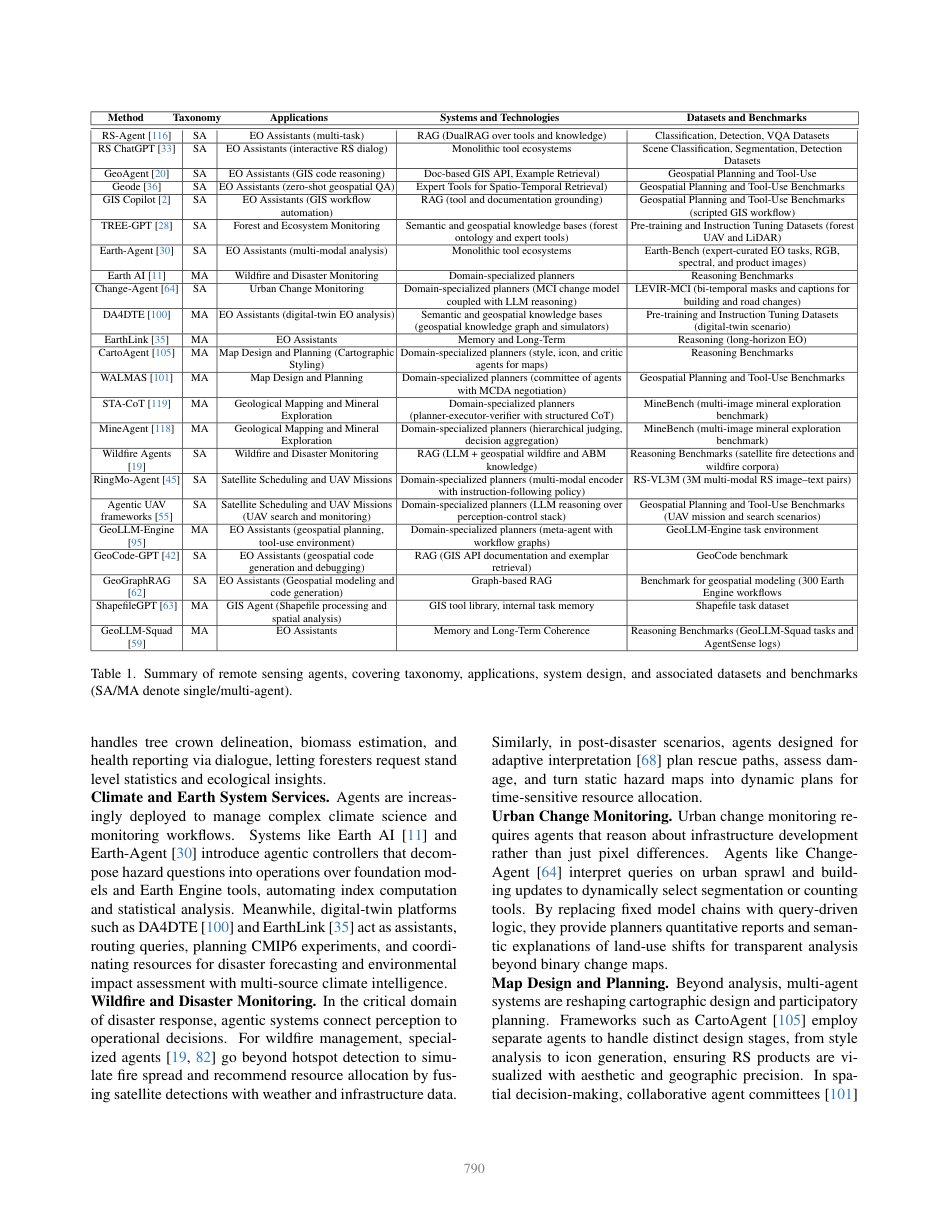 Method Taxonomy Applications Systems and Technologies Datasets and Benchmarks
RS-Agent [116] SA EO Assistants (multi-task) RAG (DualRAG over tools and knowledge) Classification, Detection, VQA Datasets
RS ChatGPT [33] SA EO Assistants (interactive RS dialog) Monolithic tool ecosystems Scene Classification, Segmentation, Detection
Datasets
GeoAgent [20] SA EO Assistants (GIS code reasoning) Doc-based GIS API, Example Retrieval) Geospatial Planning and Tool-Use
Geode [36] SA EO Assistants (zero-shot geospatial QA) Expert Tools for Spatio-Temporal Retrieval) Geospatial Planning and Tool-Use Benchmarks
GIS Copilot [2] SA EO Assistants (GIS workflow RAG (tool and documentation grounding) Geospatial Planning and Tool-Use Benchmarks
automation) (scripted GIS workflow)
TREE-GPT [28] SA Forest and Ecosystem Monitoring Semantic and geospatial knowledge bases (forest Pre-training and Instruction Tuning Datasets (forest
ontology and expert tools) UAV and LiDAR)
Earth-Agent [30] SA EO Assistants (multi-modal analysis) Monolithic tool ecosystems Earth-Bench (expert-curated EO tasks, RGB,
spectral, and product images)
Earth AI [11] MA Wildfire and Disaster Monitoring Domain-specialized planners Reasoning Benchmarks
Change-Agent [64] SA Urban Change Monitoring Domain-specialized planners (MCI change model LEVIR-MCI (bi-temporal masks and captions for
coupled with LLM reasoning) building and road changes)
DA4DTE [100] MA EO Assistants (digital-twin EO analysis) Semantic and geospatial knowledge bases Pre-training and Instruction Tuning Datasets
(geospatial knowledge graph and simulators) (digital-twin scenario)
EarthLink [35] MA EO Assistants Memory and Long-Term Reasoning (long-horizon EO)
CartoAgent [105] MA Map Design and Planning (Cartographic Domain-specialized planners (style, icon, and critic Reasoning Benchmarks
Styling) agents for maps)
WALMAS [101] MA Map Design and Planning Domain-specialized planners (committee of agents Geospatial Planning and Tool-Use Benchmarks
with MCDA negotiation)
STA-CoT [119] MA Geological Mapping and Mineral Domain-specialized planners MineBench (multi-image mineral exploration
Exploration (planner-executor-verifier with structured CoT) benchmark)
MineAgent [118] MA Geological Mapping and Mineral Domain-specialized planners (hierarchical judging, MineBench (multi-image mineral exploration
Exploration decision aggregation) benchmark)
Wildfire Agents SA Wildfire and Disaster Monitoring RAG (LLM + geospatial wildfire and ABM Reasoning Benchmarks (satellite fire detections and
[19] knowledge) wildfire corpora)
RingMo-Agent [45] SA Satellite Scheduling and UAV Missions Domain-specialized planners (multi-modal encoder RS-VL3M (3M multi-modal RS image–text pairs)
with instruction-following policy)
Agentic UAV SA Satellite Scheduling and UAV Missions Domain-specialized planners (LLM reasoning over Geospatial Planning and Tool-Use Benchmarks
frameworks [55] (UAV search and monitoring) perception-control stack) (UAV mission and search scenarios)
GeoLLM-Engine MA EO Assistants (geospatial planning, Domain-specialized planners (meta-agent with GeoLLM-Engine task environment
[95] tool-use environment) workflow graphs)
GeoCode-GPT [42] SA EO Assistants (geospatial code RAG (GIS API documentation and exemplar GeoCode benchmark
generation and debugging) retrieval)
GeoGraphRAG SA EO Assistants (Geospatial modeling and Graph-based RAG Benchmark for geospatial modeling (300 Earth
[62] code generation) Engine workflows
ShapefileGPT [63] MA GIS Agent (Shapefile processing and GIS tool library, internal task memory Shapefile task dataset
spatial analysis)
GeoLLM-Squad MA EO Assistants Memory and Long-Term Coherence Reasoning Benchmarks (GeoLLM-Squad tasks and
[59] AgentSense logs)
Table 1. Summary of remote sensing agents, covering taxonomy, applications, system design, and associated datasets and benchmarks
(SA/MA denote single/multi-agent).
handles tree crown delineation, biomass estimation, and
health reporting via dialogue, letting foresters request stand
level statistics and ecological insights.
Climate and Earth System Services. Agents are increas-
ingly deployed to manage complex climate science and
monitoring workflows. Systems like Earth AI [11] and
Earth-Agent [30] introduce agentic controllers that decom-
pose hazard questions into operations over foundation mod-
els and Earth Engine tools, automating index computation
and statistical analysis. Meanwhile, digital-twin platforms
such as DA4DTE [100] and EarthLink [35] act as assistants,
routing queries, planning CMIP6 experiments, and coordi-
nating resources for disaster forecasting and environmental
impact assessment with multi-source climate intelligence.
Wildfire and Disaster Monitoring. In the critical domain
of disaster response, agentic systems connect perception to
operational decisions. For wildfire management, special-
ized agents [19, 82] go beyond hotspot detection to simu-
late fire spread and recommend resource allocation by fus-
ing satellite detections with weather and infrastructure data.
Similarly, in post-disaster scenarios, agents designed for
adaptive interpretation [68] plan rescue paths, assess dam-
age, and turn static hazard maps into dynamic plans for
time-sensitive resource allocation.
Urban Change Monitoring. Urban change monitoring re-
quires agents that reason about infrastructure development
rather than just pixel differences. Agents like Change-
Agent [64] interpret queries on urban sprawl and build-
ing updates to dynamically select segmentation or counting
tools. By replacing fixed model chains with query-driven
logic, they provide planners quantitative reports and seman-
tic explanations of land-use shifts for transparent analysis
beyond binary change maps.
Map Design and Planning. Beyond analysis, multi-agent
systems are reshaping cartographic design and participatory
planning. Frameworks such as CartoAgent [105] employ
separate agents to handle distinct design stages, from style
analysis to icon generation, ensuring RS products are vi-
sualized with aesthetic and geographic precision. In spa-
tial decision-making, collaborative agent committees [101]
790